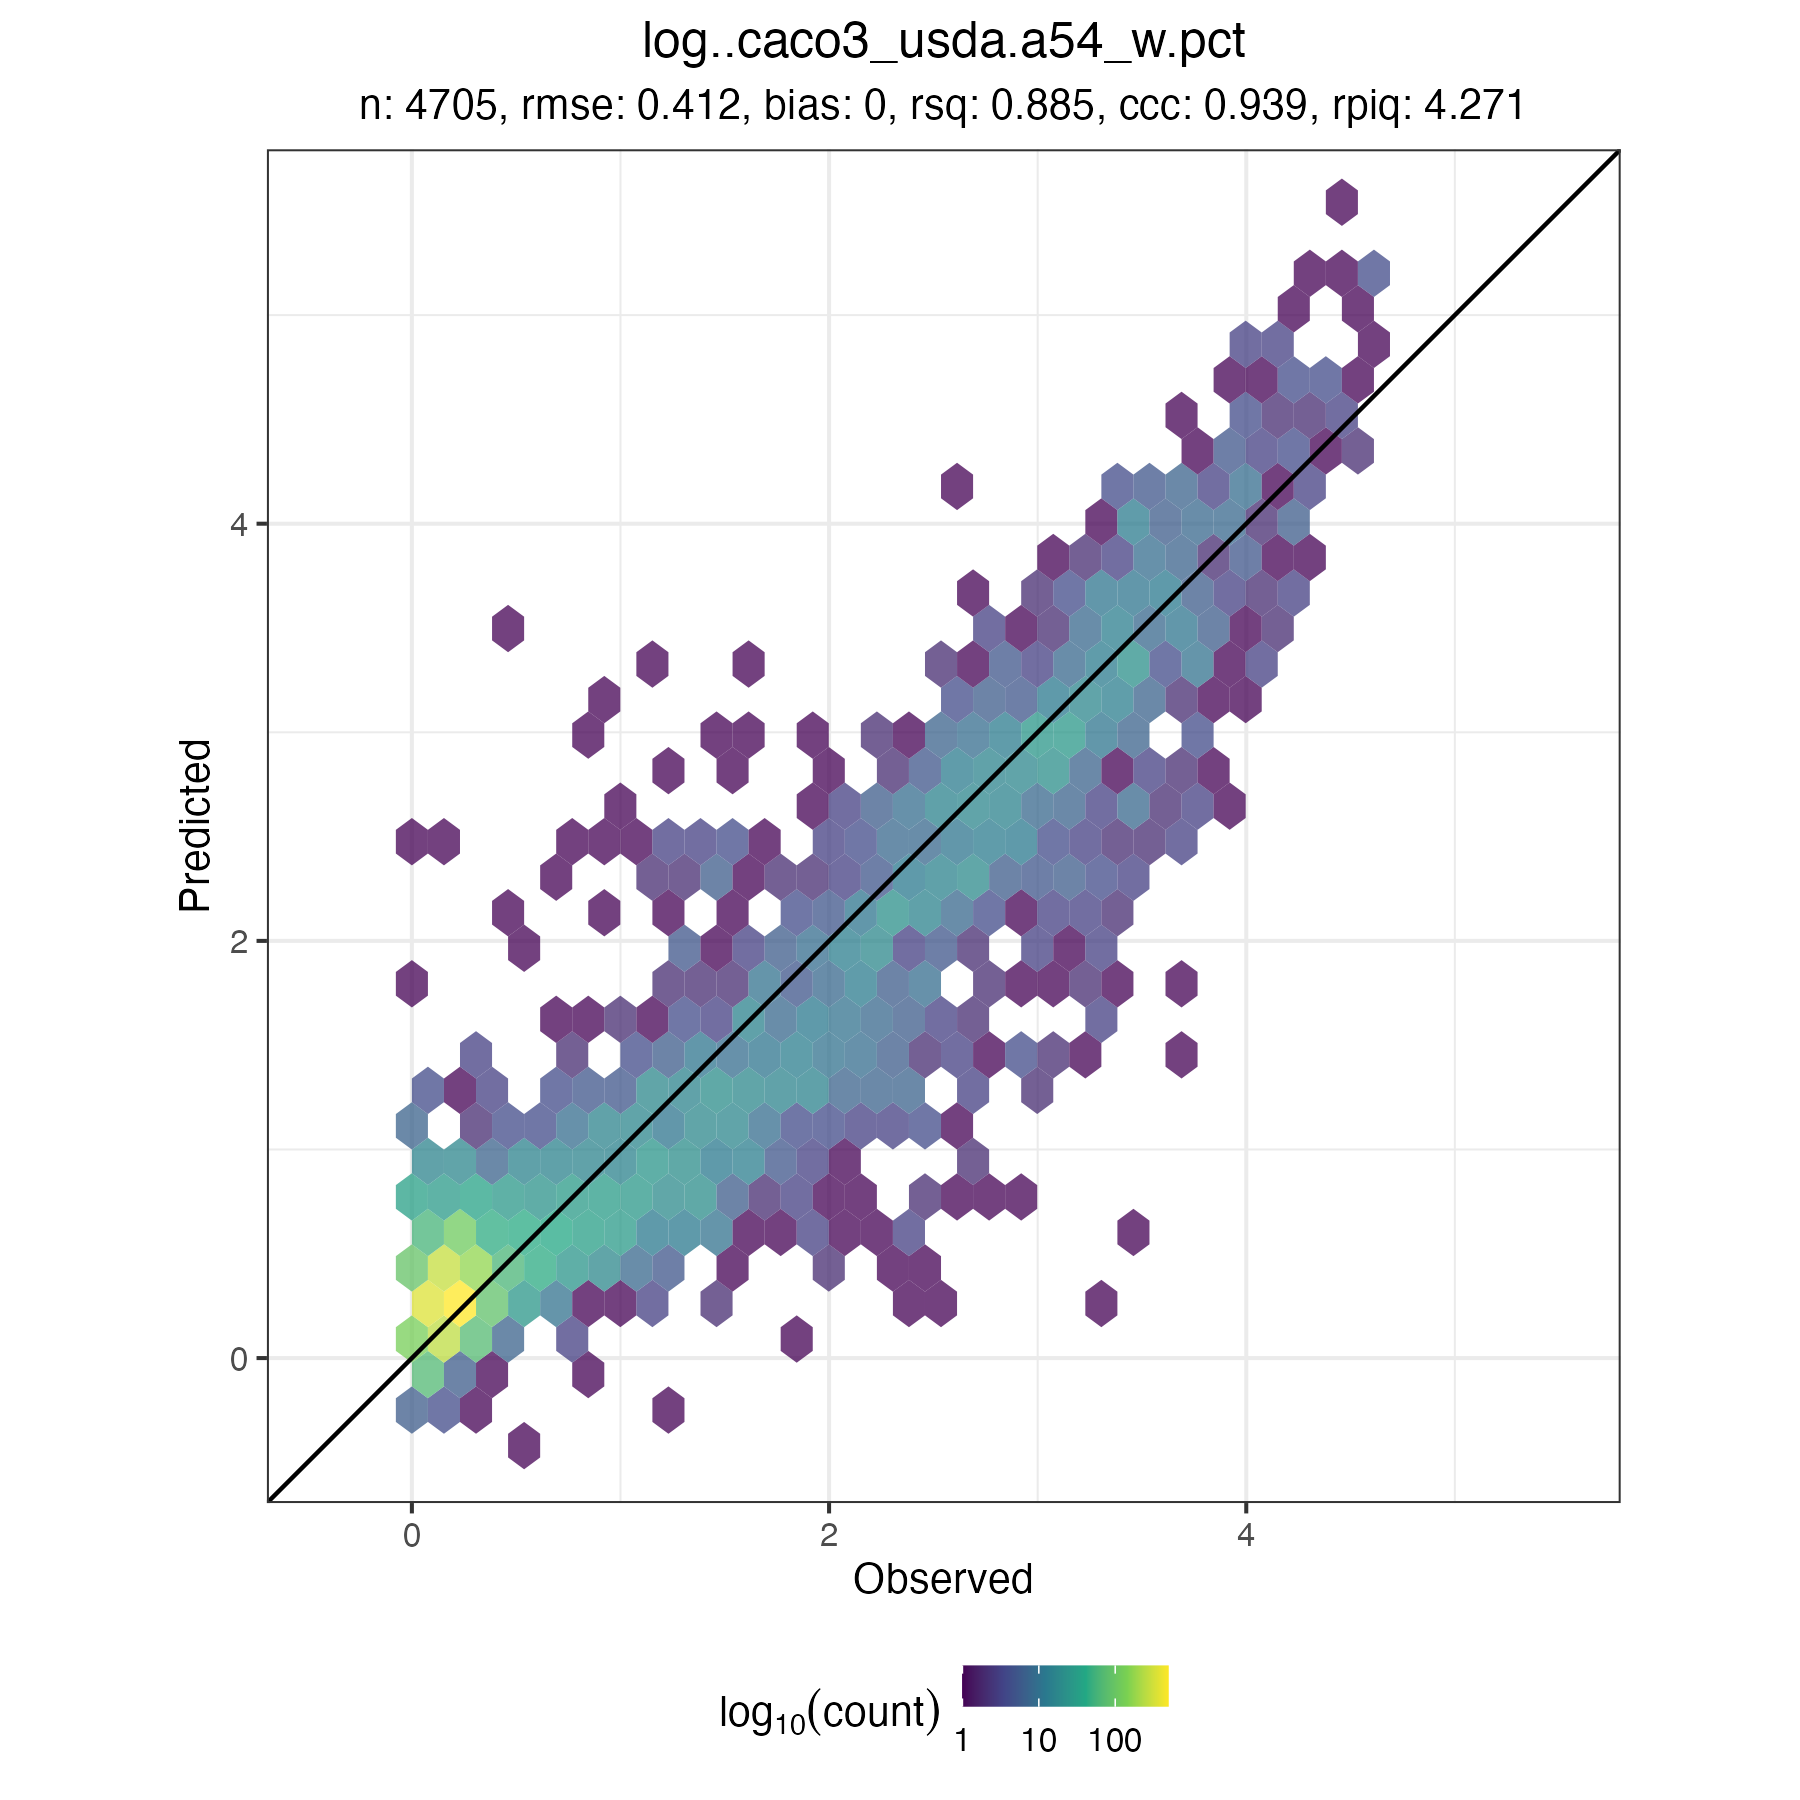 log..caco3_usda.a54_w.pct
n: 4705, rmse: 0.412, bias: 0, rsq: 0.885, ccc: 0.939, rpiq: 4.271
Predicted
4
2
0
0 2 4
Observed
log₁₀(count)
1 10 100